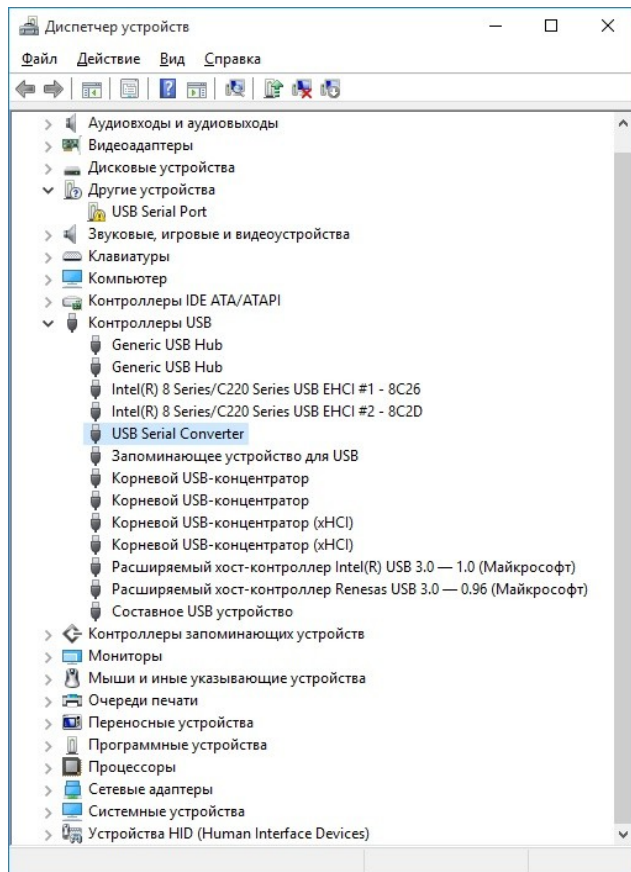 Диспетчер устройств
Файл Действие Вид Справка
Аудиовходы и аудиовыходы
Видеоадаптеры
Дисковые устройства
Другие устройства
USB Serial Port
Звуковые, игровые и видеоустройства
Клавиатуры
Компьютер
Контроллеры IDE ATA/ATAPI
Контроллеры USB
Generic USB Hub
Generic USB Hub
Intel(R) 8 Series/C220 Series USB EHCI #1 - 8C26
Intel(R) 8 Series/C220 Series USB EHCI #2 - 8C2D
USB Serial Converter
Запоминающее устройство для USB
Корневой USB-концентратор
Корневой USB-концентратор
Корневой USB-концентратор (xHCI)
Корневой USB-концентратор (xHCI)
Расширяемый хост-контроллер Intel(R) USB 3.0 — 1.0 (Майкрософт)
Расширяемый хост-контроллер Renesas USB 3.0 — 0.96 (Майкрософт)
Составное USB устройство
Контроллеры запоминающих устройств
Мониторы
Мыши и иные указывающие устройства
Очереди печати
Переносные устройства
Программные устройства
Процессоры
Сетевые адаптеры
Системные устройства
Устройства HID (Human Interface Devices)